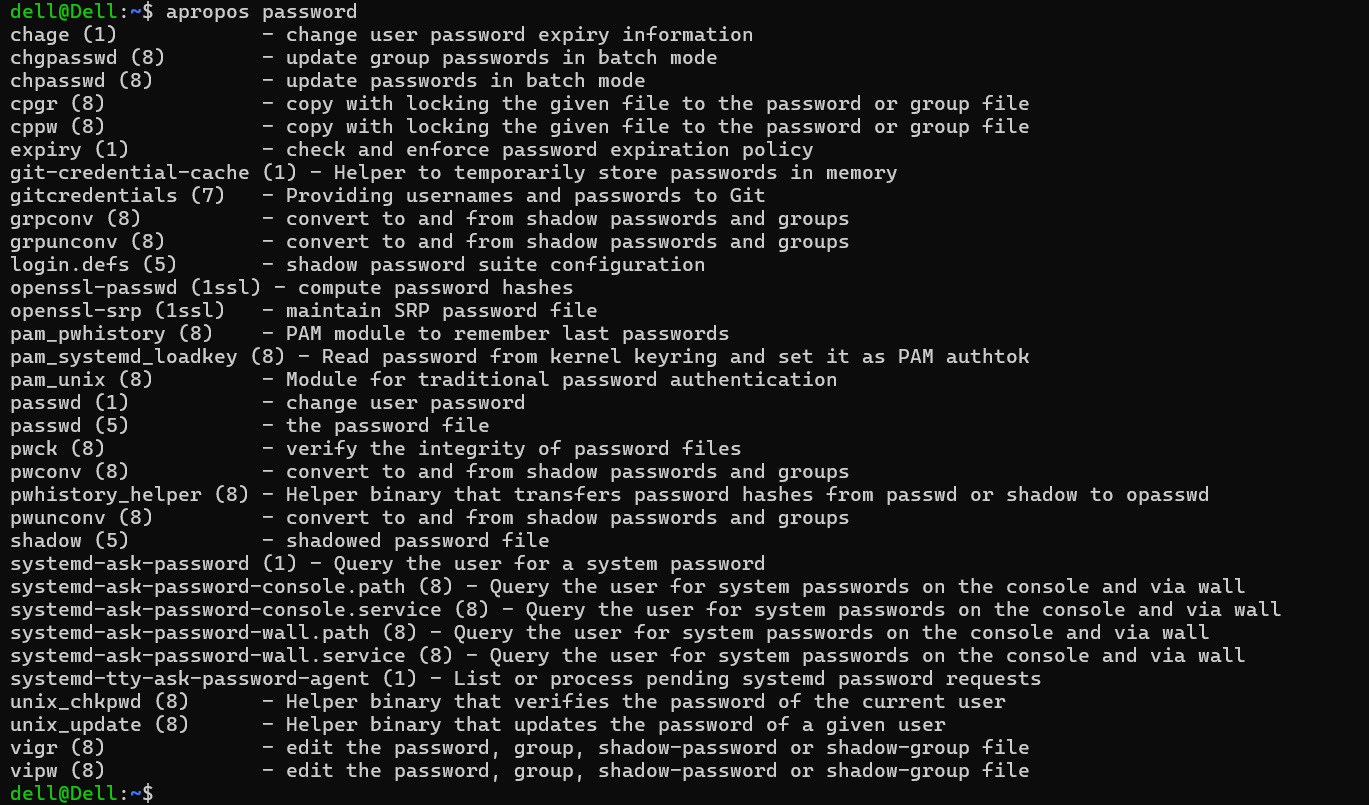 dell@Dell:~$ apropos password
chage (1)            - change user password expiry information
chgpasswd (8)        - update group passwords in batch mode
chpasswd (8)         - update passwords in batch mode
cpgr (8)             - copy with locking the given file to the password or group file
cppw (8)             - copy with locking the given file to the password or group file
expiry (1)           - check and enforce password expiration policy
git-credential-cache (1) - Helper to temporarily store passwords in memory
gitcredentials (7)   - Providing usernames and passwords to Git
grpconv (8)          - convert to and from shadow passwords and groups
grpunconv (8)        - convert to and from shadow passwords and groups
login.defs (5)       - shadow password suite configuration
openssl-passwd (1ssl) - compute password hashes
openssl-srp (1ssl)   - maintain SRP password file
pam_pwhistory (8)    - PAM module to remember last passwords
pam_systemd_loadkey (8) - Read password from kernel keyring and set it as PAM authtok
pam_unix (8)         - Module for traditional password authentication
passwd (1)           - change user password
passwd (5)           - the password file
pwck (8)             - verify the integrity of password files
pwconv (8)           - convert to and from shadow passwords and groups
pwhistory_helper (8) - Helper binary that transfers password hashes from passwd or shadow to opasswd
pwunconv (8)         - convert to and from shadow passwords and groups
shadow (5)           - shadowed password file
systemd-ask-password (1) - Query the user for a system password
systemd-ask-password-console.path (8) - Query the user for system passwords on the console and via wall
systemd-ask-password-console.service (8) - Query the user for system passwords on the console and via wall
systemd-ask-password-wall.path (8) - Query the user for system passwords on the console and via wall
systemd-ask-password-wall.service (8) - Query the user for system passwords on the console and via wall
systemd-tty-ask-password-agent (1) - List or process pending systemd password requests
unix_chkpwd (8)      - Helper binary that verifies the password of the current user
unix_update (8)      - Helper binary that updates the password of a given user
vigr (8)             - edit the password, group, shadow-password or shadow-group file
vipw (8)             - edit the password, group, shadow-password or shadow-group file
dell@Dell:~$